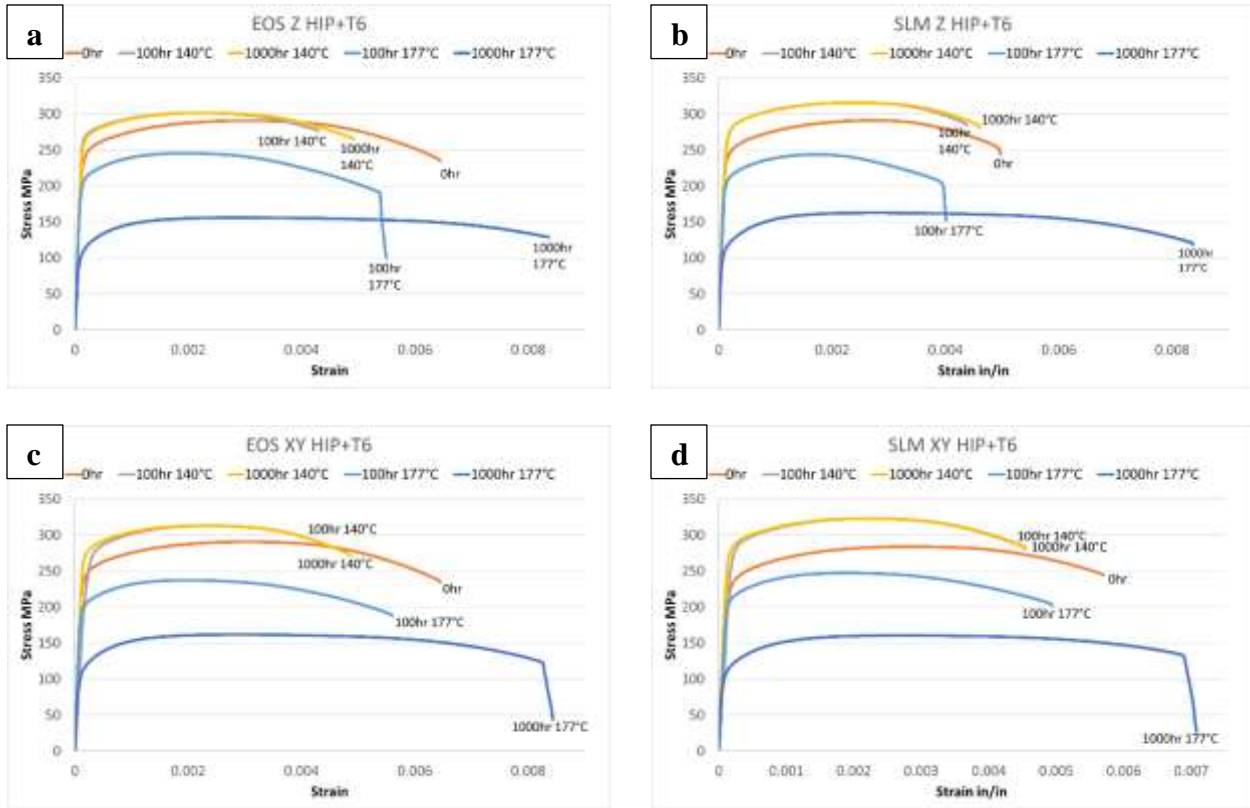 a
EOS Z HIP+T6
0hr 100hr 140°C 1000hr 140°C 100hr 177°C 1000hr 177°C
350
300
250
200
150
100
50
0
Stress MPa
100hr 140°C
1000hr
140°C
0hr
100hr
177°C
1000hr
177°C
0 0.002 0.004 0.006 0.008
Strain
b
SLM Z HIP+T6
0hr 100hr 140°C 1000hr 140°C 100hr 177°C 1000hr 177°C
350
300
250
200
150
100
50
0
Stress MPa
1000hr 140°C
100hr
140°C
0hr
100hr 177°C
1000hr
177°C
0 0.002 0.004 0.006 0.008
Strain in/in
c
EOS XY HIP+T6
0hr 100hr 140°C 1000hr 140°C 100hr 177°C 1000hr 177°C
350
300
250
200
150
100
50
0
Stress MPa
100hr 140°C
1000hr 140°C
0hr
100hr 177°C
1000hr 177°C
0 0.002 0.004 0.006 0.008
Strain
d
SLM XY HIP+T6
0hr 100hr 140°C 1000hr 140°C 100hr 177°C 1000hr 177°C
350
300
250
200
150
100
50
0
Stress MPa
100hr 140°C
1000hr 140°C
0hr
100hr 177°C
1000hr 177°C
0 0.001 0.002 0.003 0.004 0.005 0.006 0.007
Strain in/in